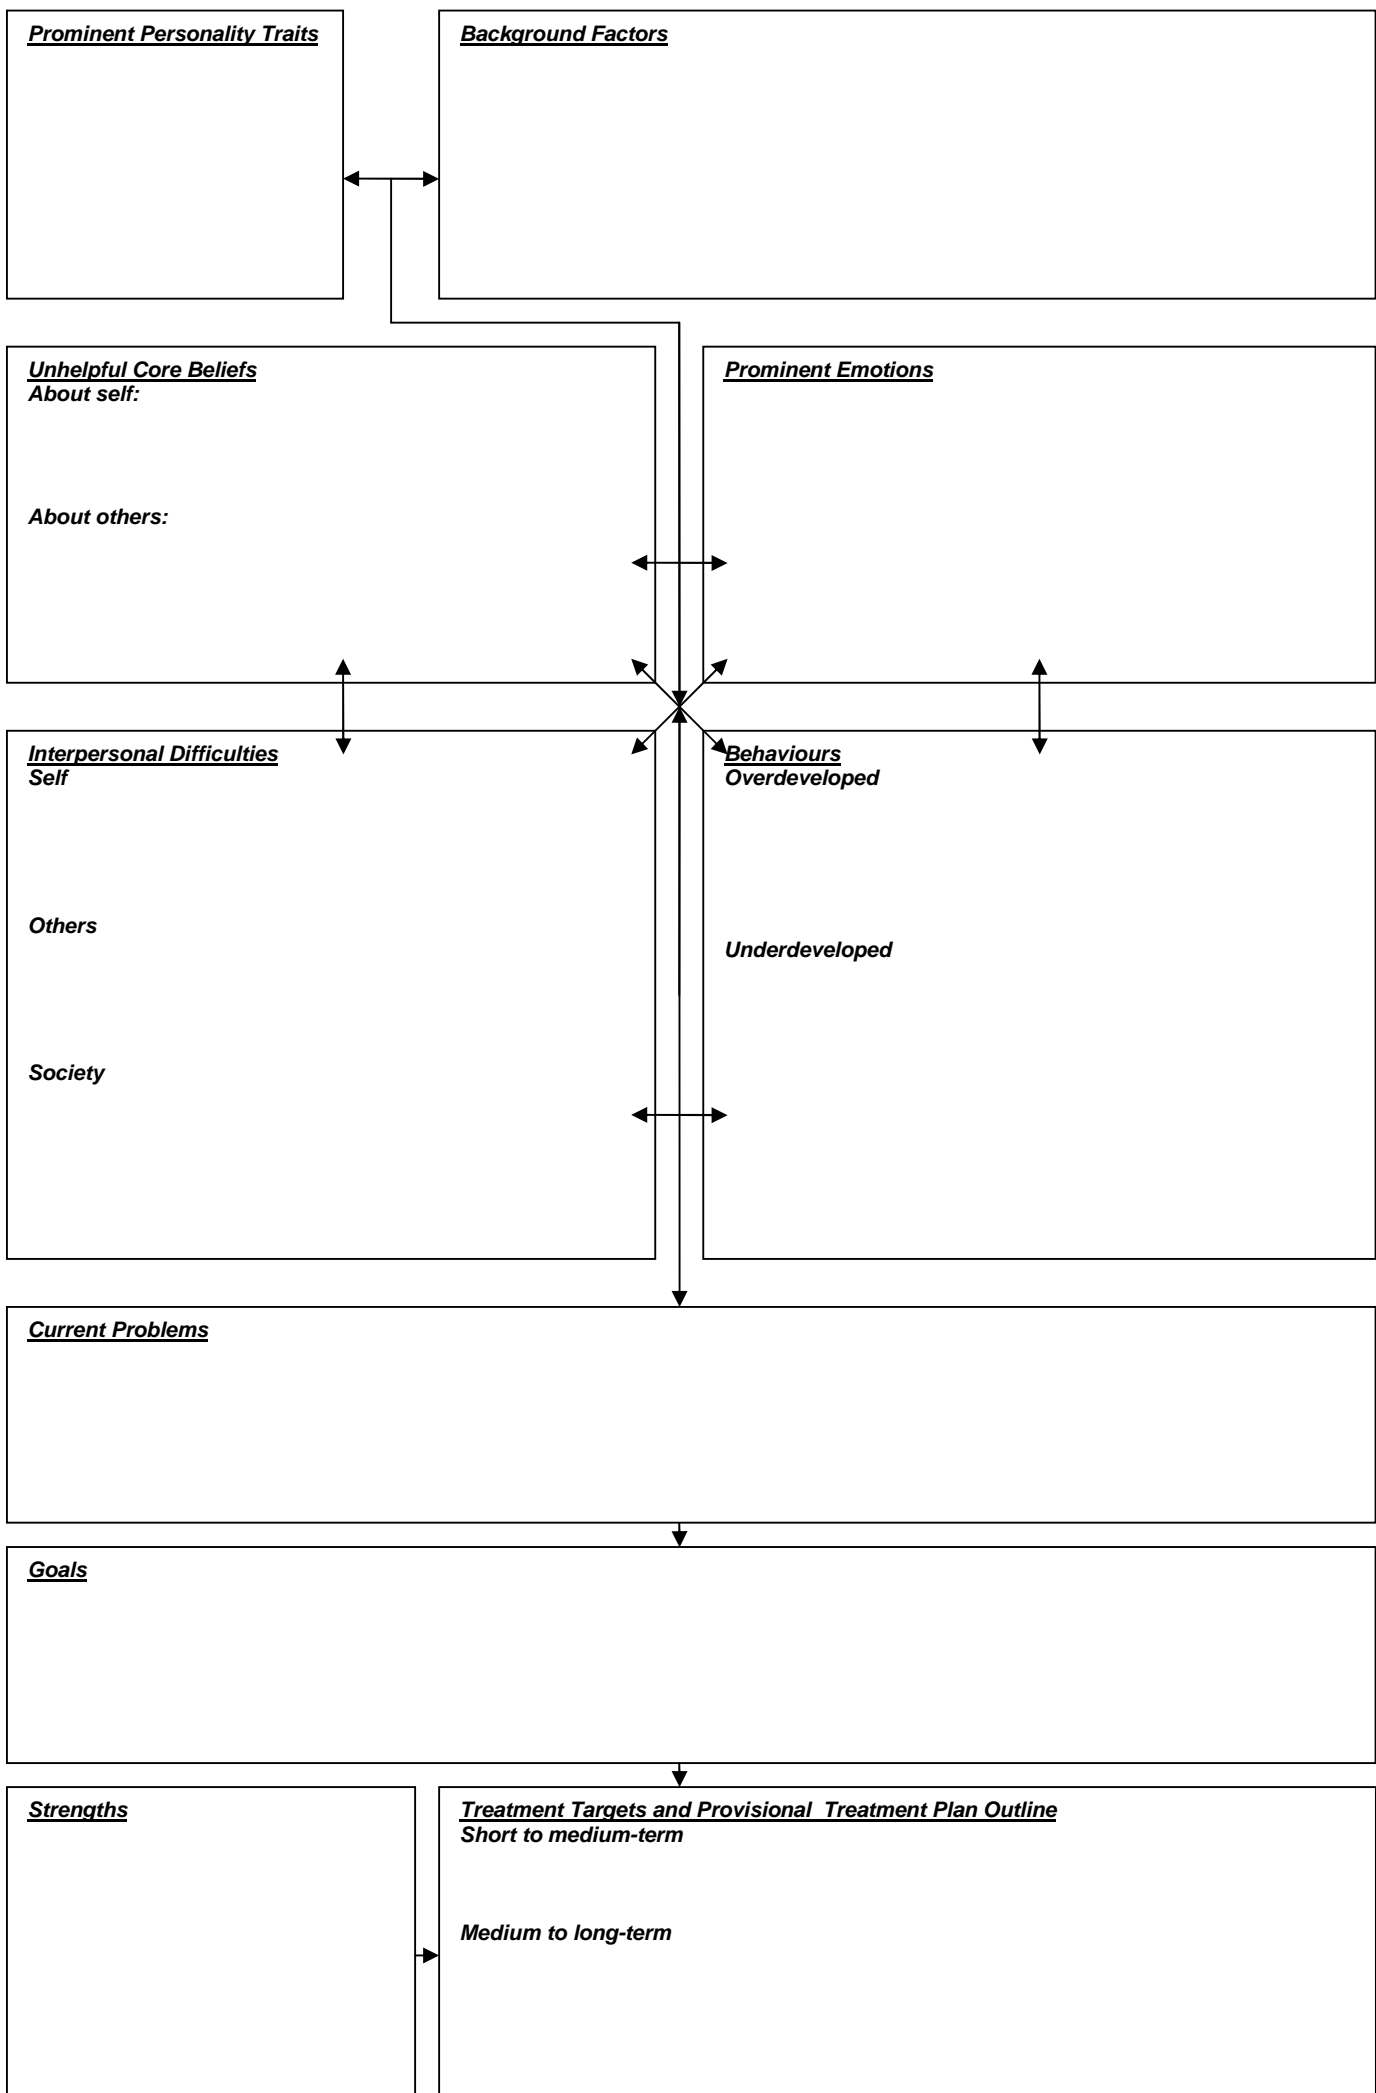 Prominent Personality Traits
Background Factors
Unhelpful Core Beliefs
About self:
About others:
Prominent Emotions
Interpersonal Difficulties
Self
Others
Society
Behaviours
Overdeveloped
Underdeveloped
Current Problems
Goals
Strengths
Treatment Targets and Provisional  Treatment Plan Outline
Short to medium-term
Medium to long-term